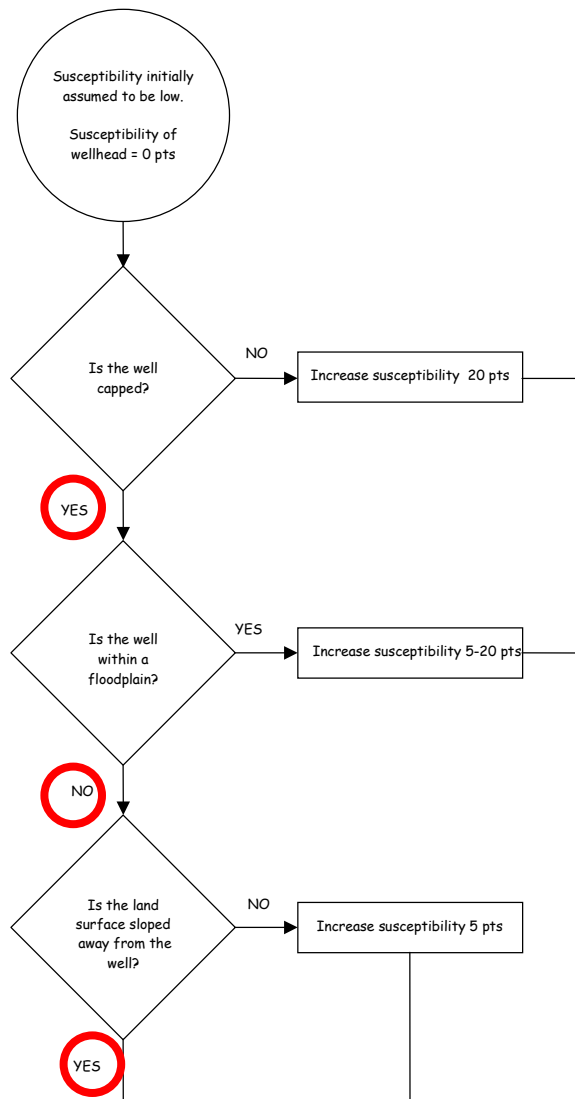 Susceptibility initially
assumed to be low.
Susceptibility of
wellhead = 0 pts
Is the well
capped?
NO
Increase susceptibility 20 pts
YES
Is the well
within a
floodplain?
YES
Increase susceptibility 5-20 pts
NO
Is the land
surface sloped
away from the
well?
NO
Increase susceptibility 5 pts
YES